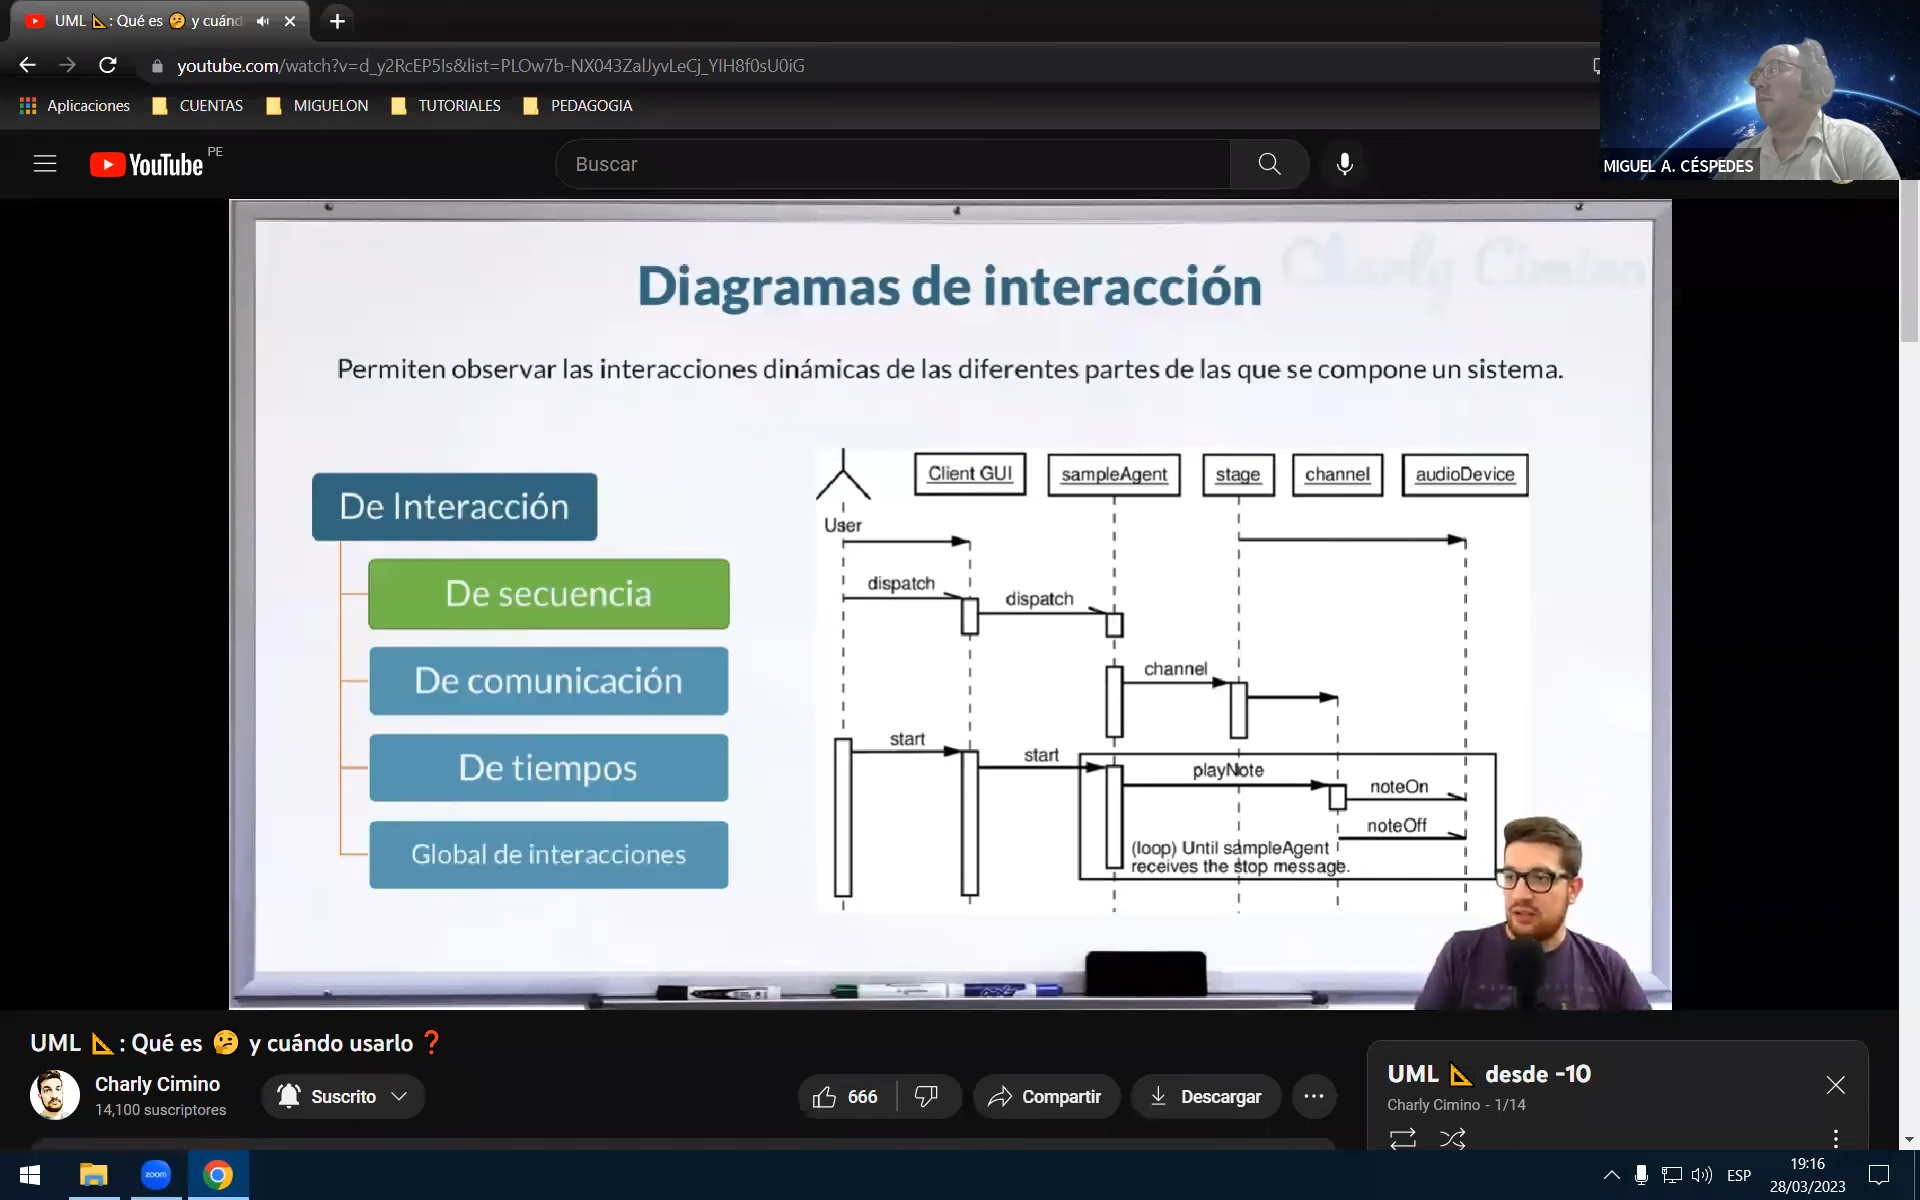 UML 📐: Qué es 🤔 y cuánd
youtube.com/watch?v=d_y2RcEP5Is&list=PLOw7b-NX043ZalJyvLeCj_YIH8f0sU0iG
Aplicaciones CUENTAS MIGUELON TUTORIALES PEDAGOGIA
MIGUEL A. CÉSPEDES
YouTube PE
Buscar
Charly Cimino
Diagramas de interacción
Permiten observar las interacciones dinámicas de las diferentes partes de las que se compone un sistema.
De Interacción
De secuencia
De comunicación
De tiempos
Global de interacciones
Client GUI sampleAgent stage channel audioDevice
User
dispatch
dispatch
channel
start
start
playNote
noteOn
noteOff
(loop) Until sampleAgent
receives the stop message.
UML 📐: Qué es 🤔 y cuándo usarlo ❓
Charly Cimino
14,100 suscriptores
Suscrito
666
Compartir
Descargar
UML 📐 desde -10
Charly Cimino - 1/14
zoom
ESP
19:16
28/03/2023